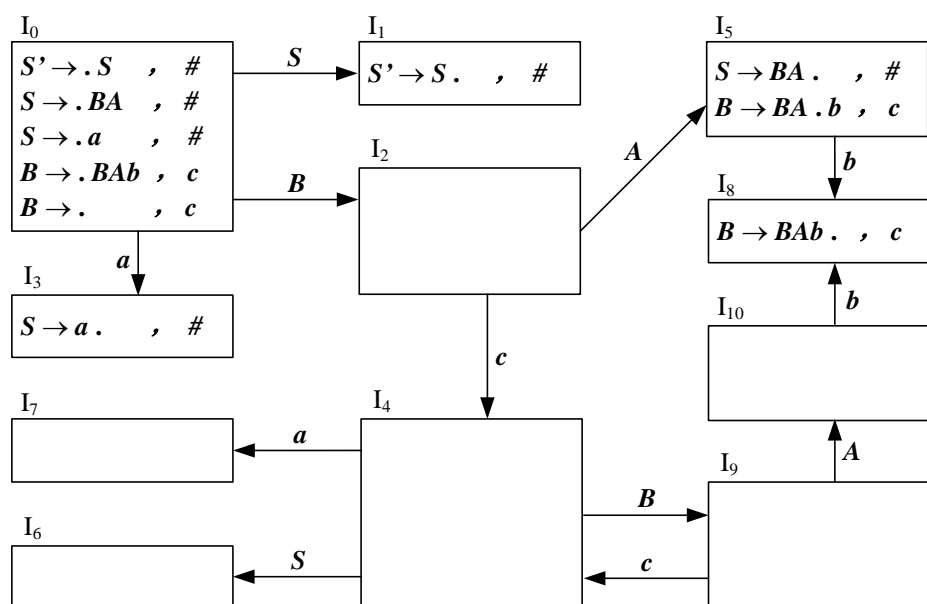 I0
S’ → . S , #
S → . BA , #
S → . a , #
B → . BAb , c
B → . , c
S
I1
S’ → S . , #
B
I2
A
I5
S → BA . , #
B → BA . b , c
b
I8
B → BAb . , c
a
I3
S → a . , #
c
b
I10
I7
a
I4
A
I9
B
I6
S
c